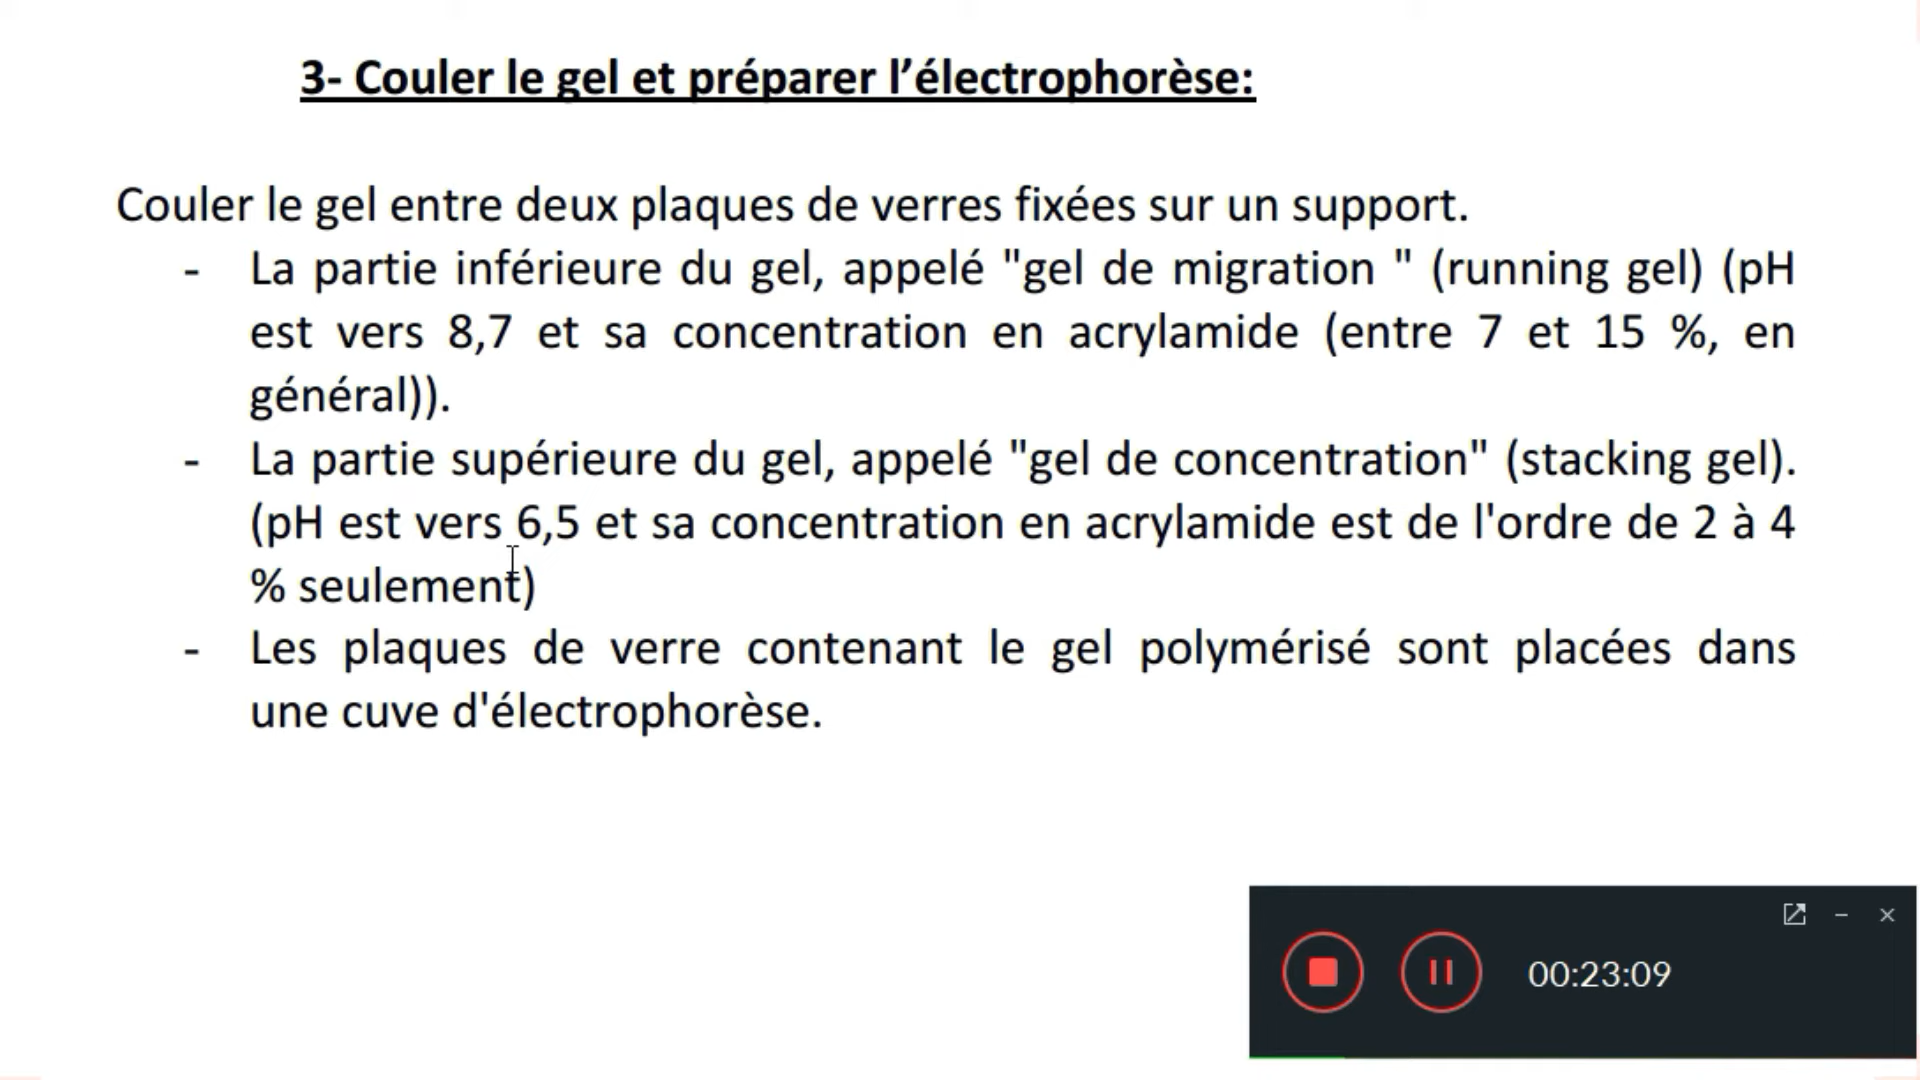 3- Couler le gel et préparer l’électrophorèse:
Couler le gel entre deux plaques de verres fixées sur un support.
- La partie inférieure du gel, appelé "gel de migration " (running gel) (pH
est vers 8,7 et sa concentration en acrylamide (entre 7 et 15 %, en
général)).
- La partie supérieure du gel, appelé "gel de concentration" (stacking gel).
(pH est vers 6,5 et sa concentration en acrylamide est de l'ordre de 2 à 4
% seulement)
- Les plaques de verre contenant le gel polymérisé sont placées dans
une cuve d'électrophorèse.
00:23:09